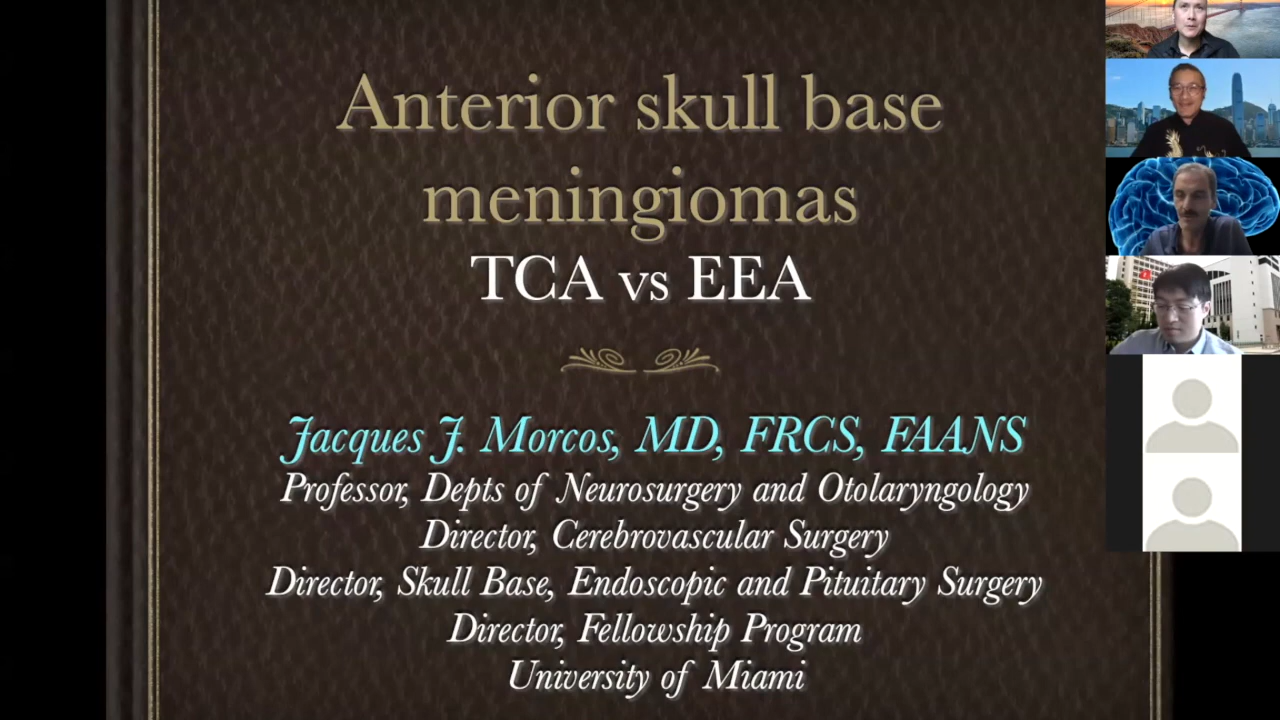 Anterior skull base
meningiomas
TCA vs EEA
Jacques J. Morcos, MD, FRCS, FAANS
Professor, Depts of Neurosurgery and Otolaryngology
Director, Cerebrovascular Surgery
Director, Skull Base, Endoscopic and Pituitary Surgery
Director, Fellowship Program
University of Miami